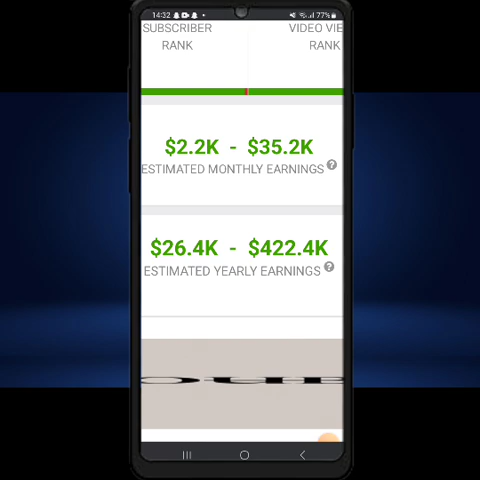 14:32
77%
SUBSCRIBER
RANK
VIDEO VIE
RANK
$2.2K - $35.2K
ESTIMATED MONTHLY EARNINGS ?
$26.4K - $422.4K
ESTIMATED YEARLY EARNINGS ?